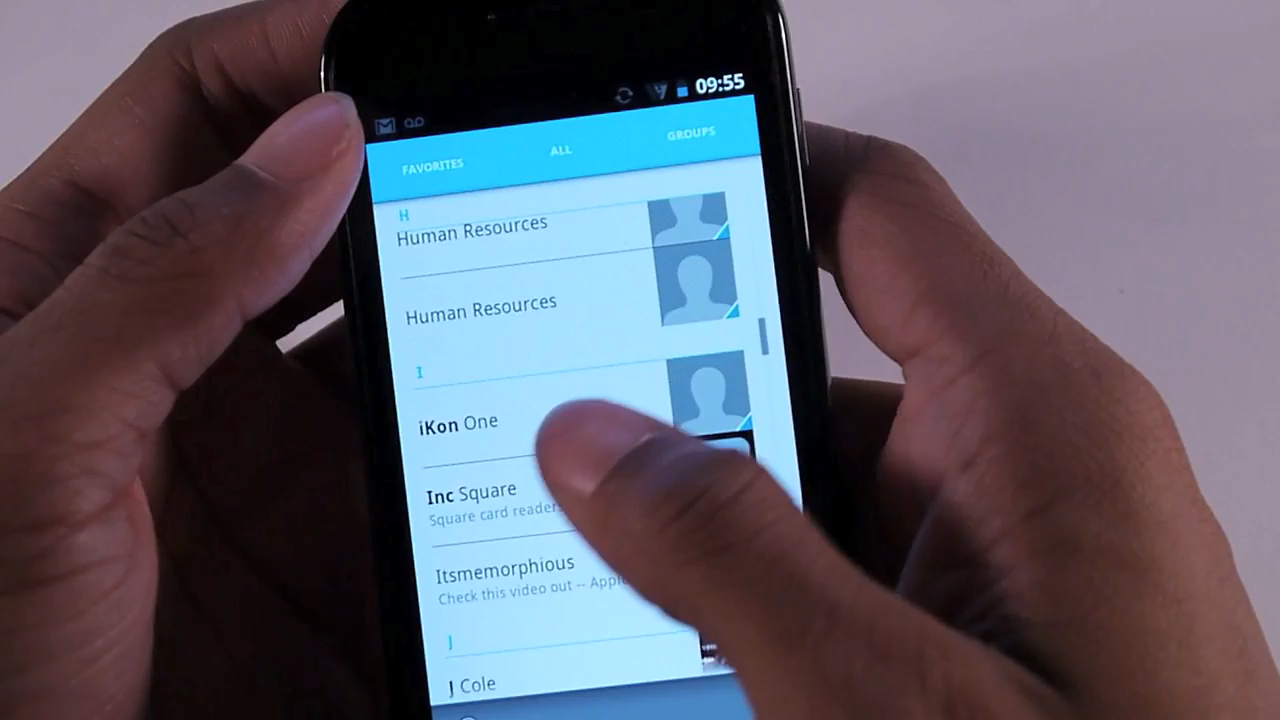 09:55
FAVORITES
ALL
GROUPS
H
Human Resources
Human Resources
I
iKon One
Inc Square
Square card reader
Itsmemorphious
Check this video out -- Appl
J
J Cole